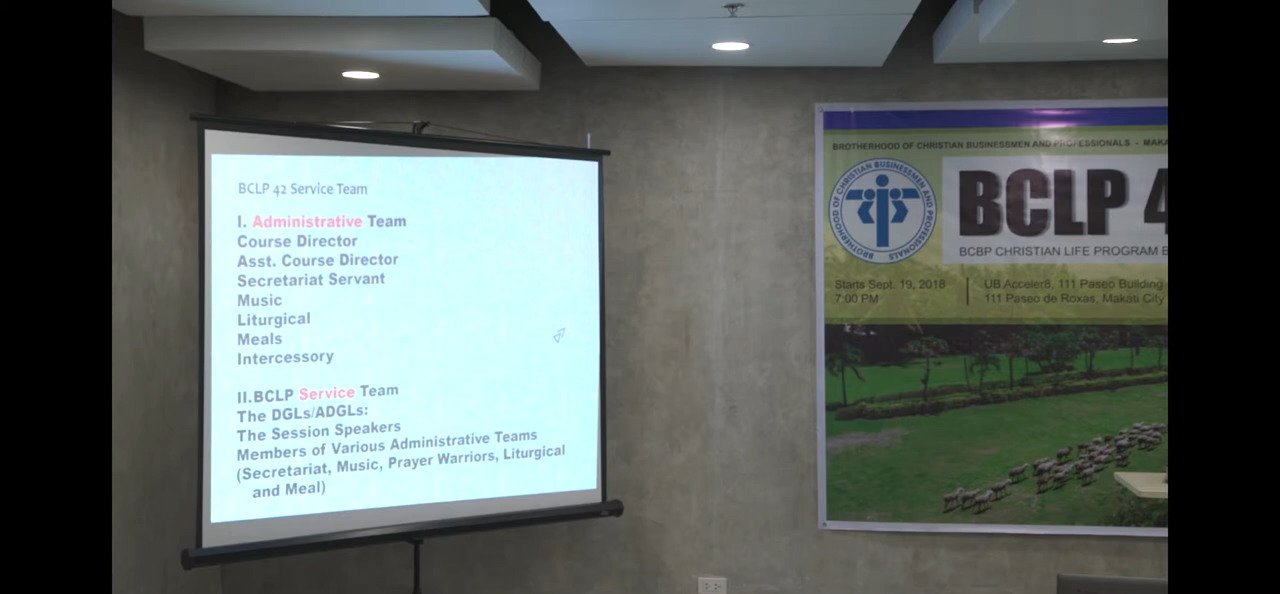 BCLP 42 Service Team
I. Administrative Team
Course Director
Asst. Course Director
Secretariat Servant
Music
Liturgical
Meals
Intercessory
II.BCLP Service Team
The DGLs/ADGLs:
The Session Speakers
Members of Various Administrative Teams
(Secretariat, Music, Prayer Warriors, Liturgical
and Meal)
BROTHERHOOD OF CHRISTIAN BUSINESSMEN AND PROFESSIONALS - MAKA
BROTHERHOOD OF CHRISTIAN BUSINESSMEN AND PROFESSIONALS
BCLP 4
BCBP CHRISTIAN LIFE PROGRAM B
Starts Sept. 19, 2018
7:00 PM
UB Acceler8, 111 Paseo Building
111 Paseo de Roxas, Makati City